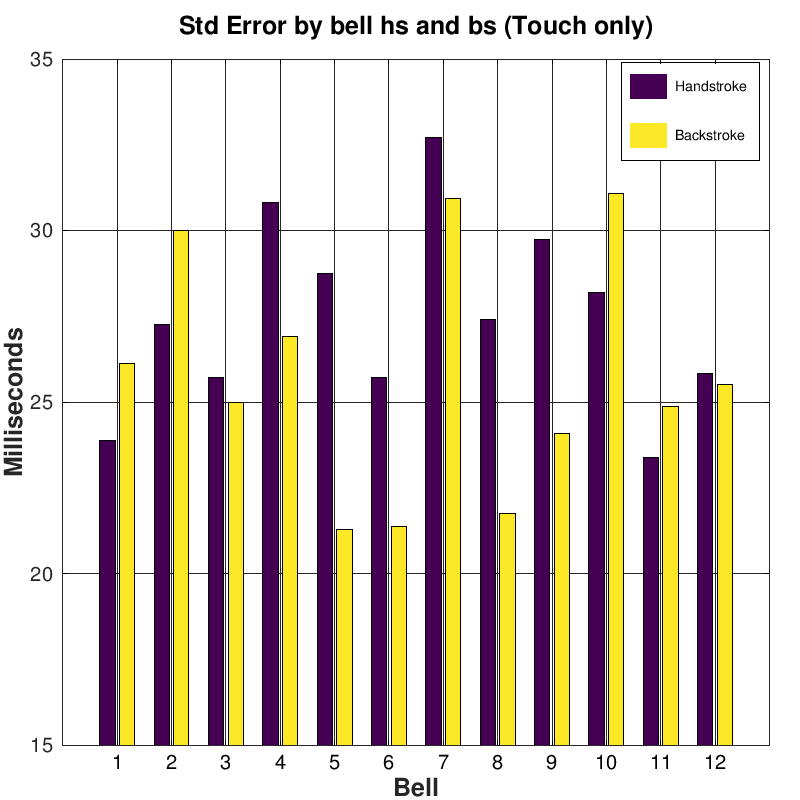 Std Error by bell hs and bs (Touch only)
35
Handstroke
Backstroke
30
25
20
15
Milliseconds
1 2 3 4 5 6 7 8 9 10 11 12
Bell